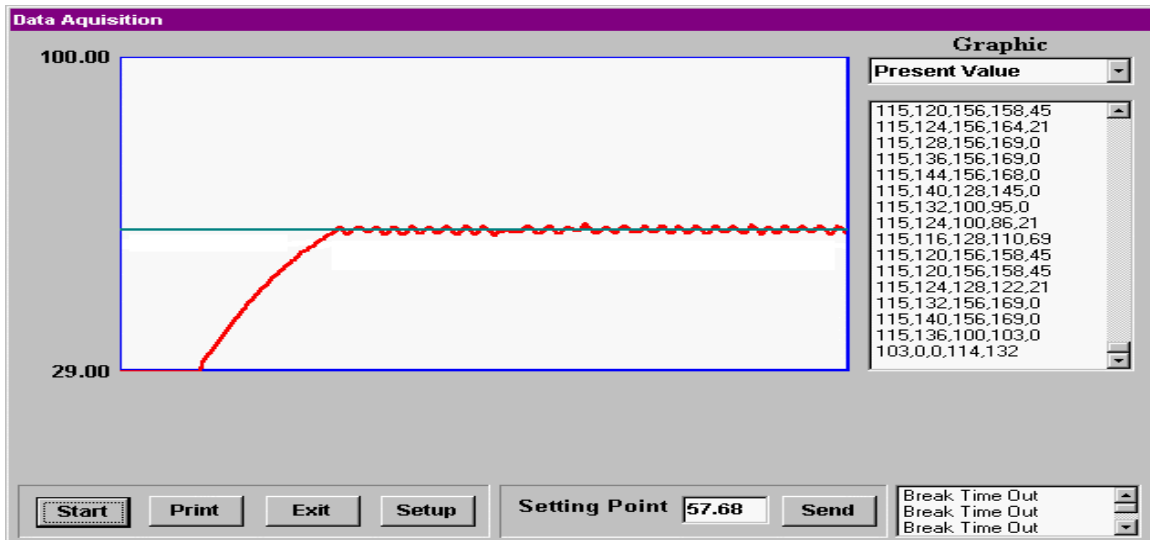 Data Aquisition
Graphic
100.00
Present Value
115,120,156,158,45
115,124,156,164,21
115,128,156,169,0
115,136,156,169,0
115,144,156,168,0
115,140,128,145,0
115,132,100,95,0
115,124,100,86,21
115,116,128,110,69
115,120,156,158,45
115,120,156,158,45
115,124,128,122,21
115,132,156,169,0
115,140,156,169,0
115,136,100,103,0
103,0,0,114,132
29.00
Start
Print
Exit
Setup
Setting Point
57.68
Send
Break Time Out
Break Time Out
Break Time Out